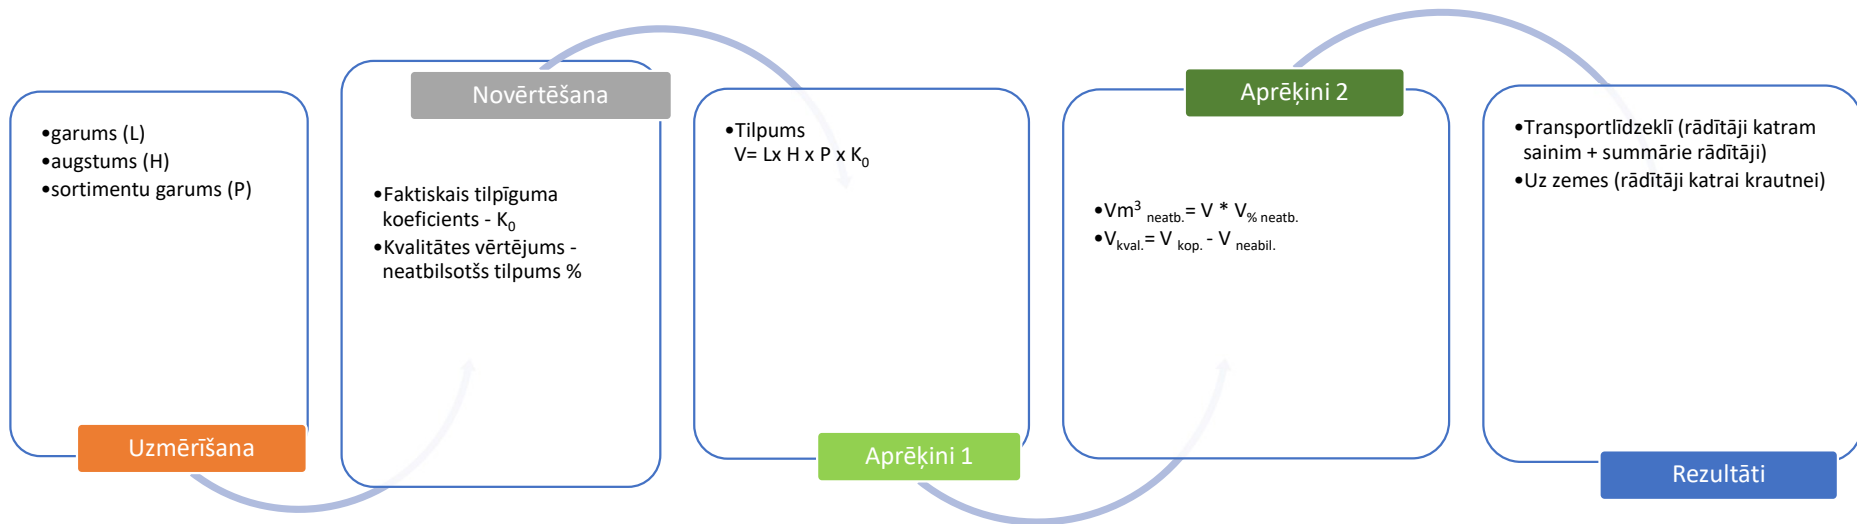 •garums (L)
•augstums (H)
•sortimentu garums (P)
Uzmērīšana
Novērtēšana
•Faktiskais tilpīguma
koeficients - K₀
•Kvalitātes vērtējums -
neatbilsotšs tilpums %
•Tilpums
V= Lx H x P x K₀
Aprēķini 1
Aprēķini 2
•Vm³ neatb.= V * V% neatb.
•Vkval.= V kop. - V neabil.
•Transportlīdzeklī (rādītāji katram
sainim + summārie rādītāji)
•Uz zemes (rādītāji katrai krautnei)
Rezultāti